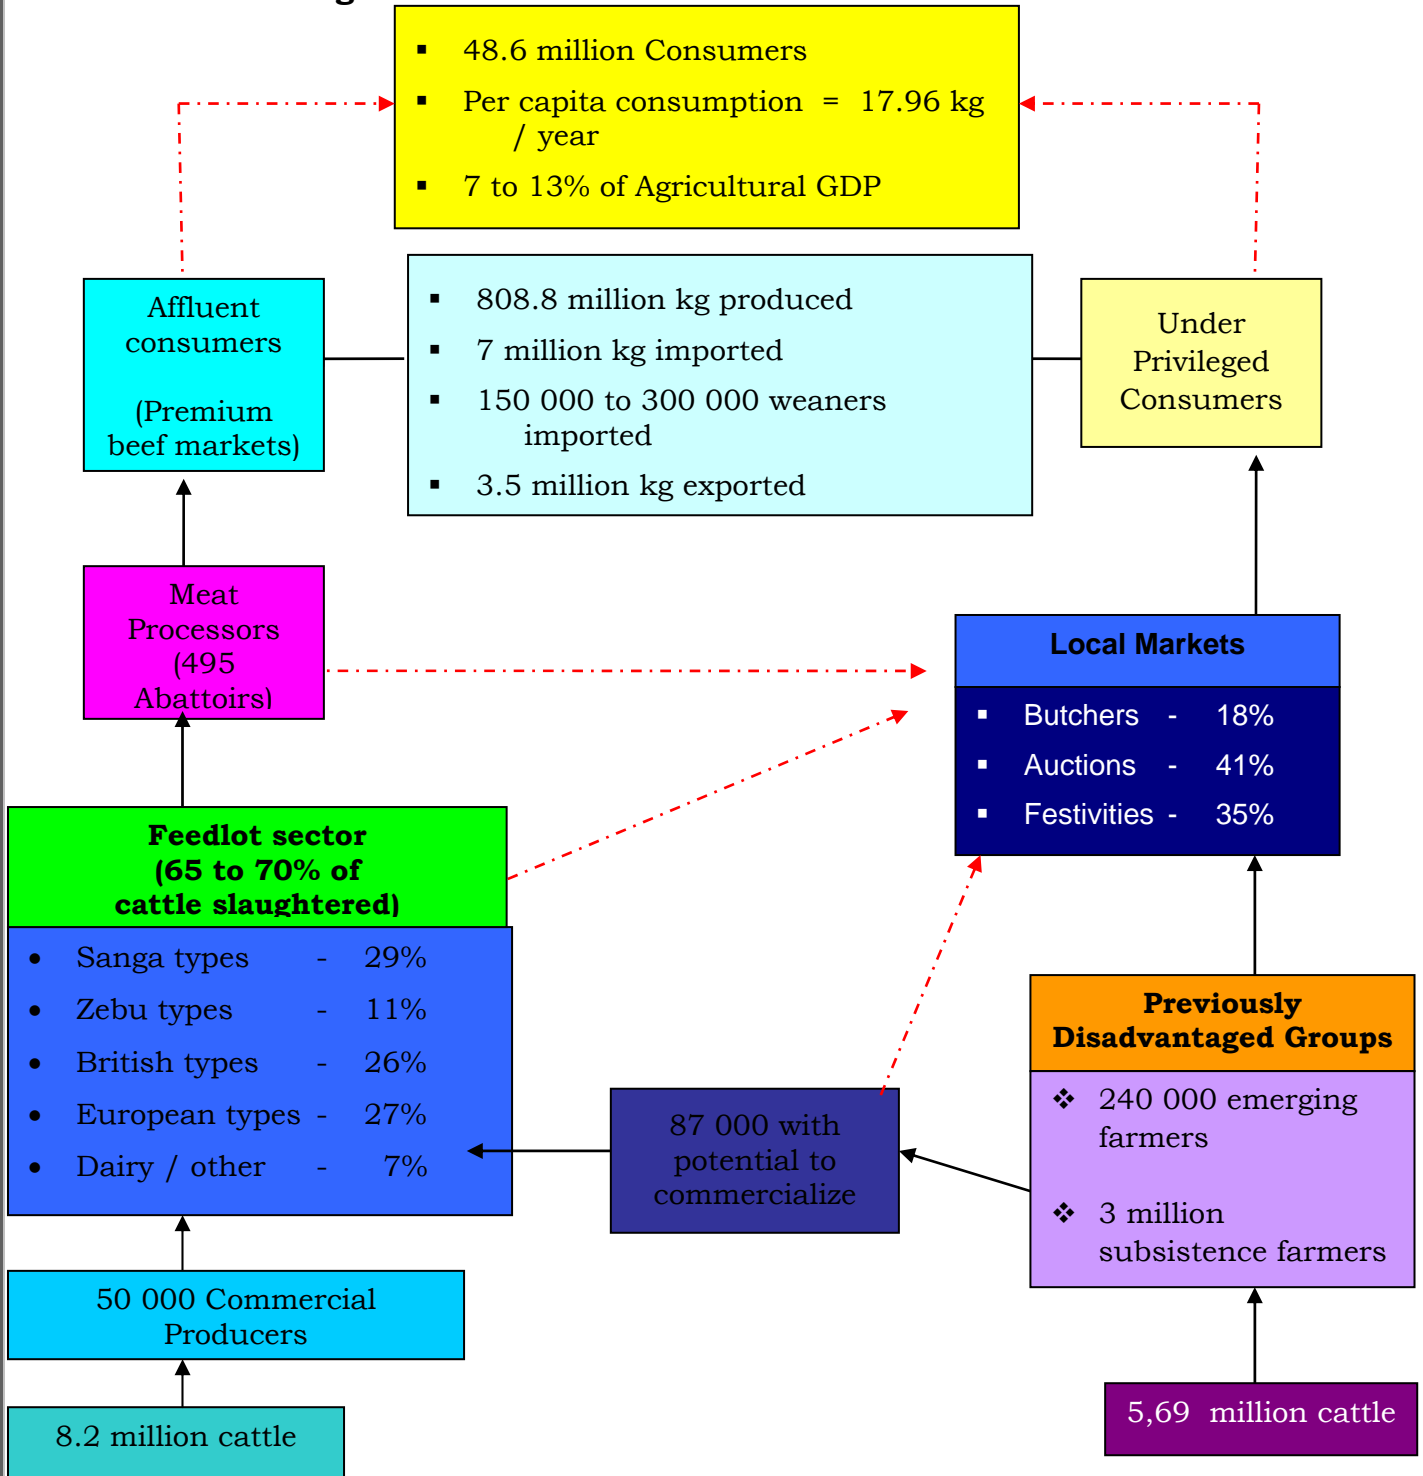 ▪ 48.6 million Consumers
▪ Per capita consumption = 17.96 kg
/ year
▪ 7 to 13% of Agricultural GDP
Affluent
consumers
(Premium
beef markets)
▪ 808.8 million kg produced
▪ 7 million kg imported
▪ 150 000 to 300 000 weaners
imported
▪ 3.5 million kg exported
Under
Privileged
Consumers
Meat
Processors
(495
Abattoirs)
Local Markets
▪ Butchers - 18%
▪ Auctions - 41%
▪ Festivities - 35%
Feedlot sector
(65 to 70% of
cattle slaughtered)
• Sanga types - 29%
• Zebu types - 11%
• British types - 26%
• European types - 27%
• Dairy / other - 7%
87 000 with
potential to
commercialize
Previously
Disadvantaged Groups
❖ 240 000 emerging
farmers
❖ 3 million
subsistence farmers
50 000 Commercial
Producers
8.2 million cattle
5,69 million cattle